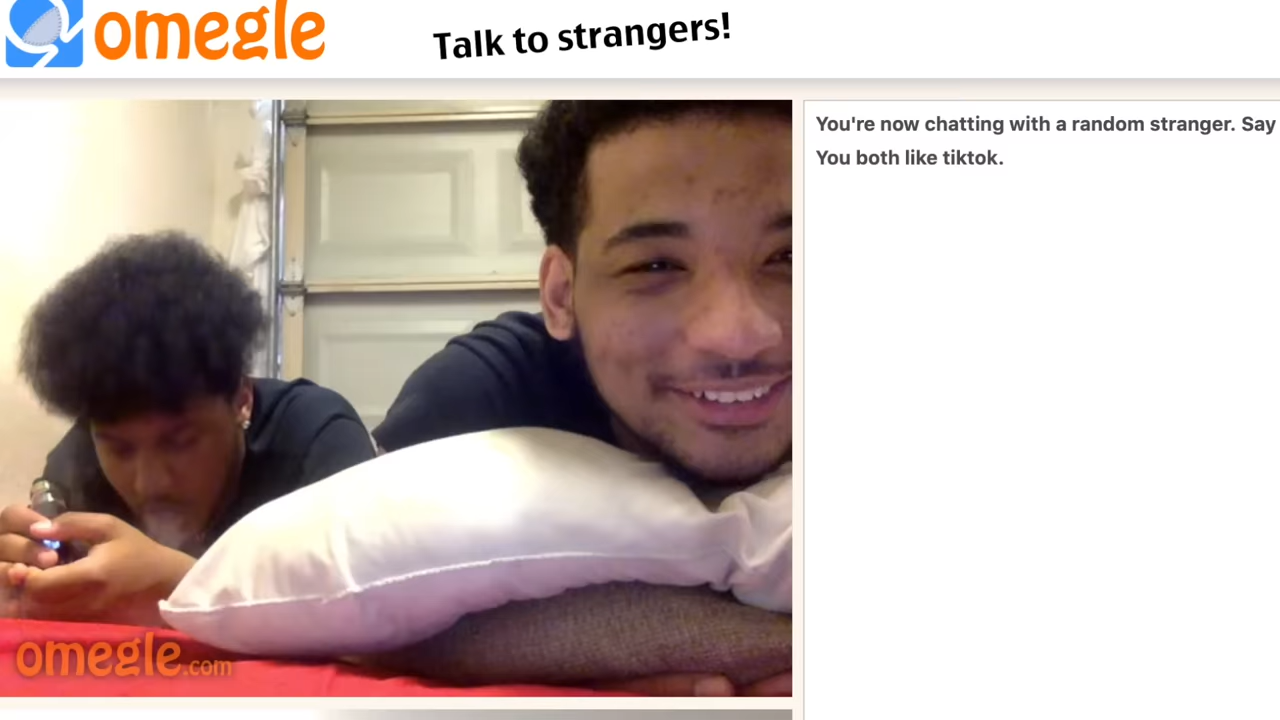 omegle
Talk to strangers!
You're now chatting with a random stranger. Say
You both like tiktok.
omegle.com